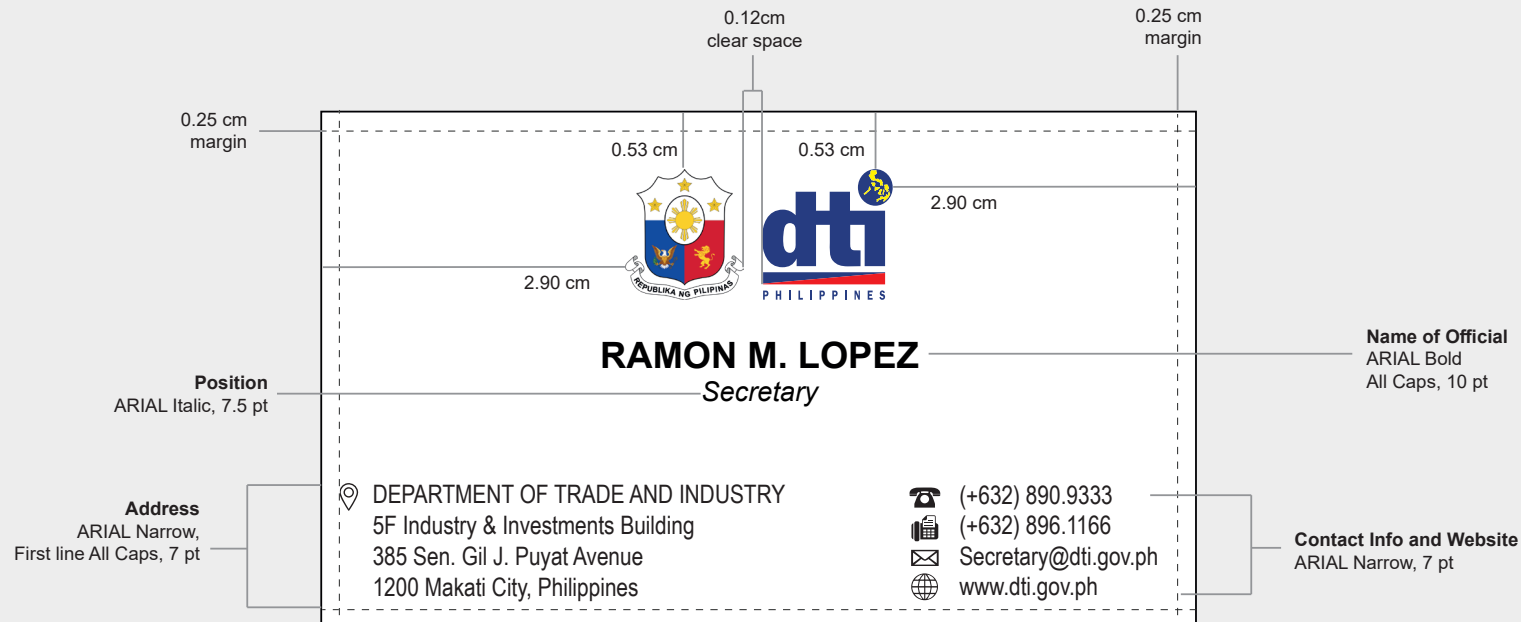 0.12cm
clear space
0.25 cm
margin
0.25 cm
margin
0.53 cm
0.53 cm
2.90 cm
2.90 cm
REPUBLIKA NG PILIPINAS
dti
PHILIPPINES
RAMON M. LOPEZ
Secretary
Name of Official
ARIAL Bold
All Caps, 10 pt
Position
ARIAL Italic, 7.5 pt
Address
ARIAL Narrow,
First line All Caps, 7 pt
DEPARTMENT OF TRADE AND INDUSTRY
5F Industry & Investments Building
385 Sen. Gil J. Puyat Avenue
1200 Makati City, Philippines
(+632) 890.9333
(+632) 896.1166
Secretary@dti.gov.ph
www.dti.gov.ph
Contact Info and Website
ARIAL Narrow, 7 pt